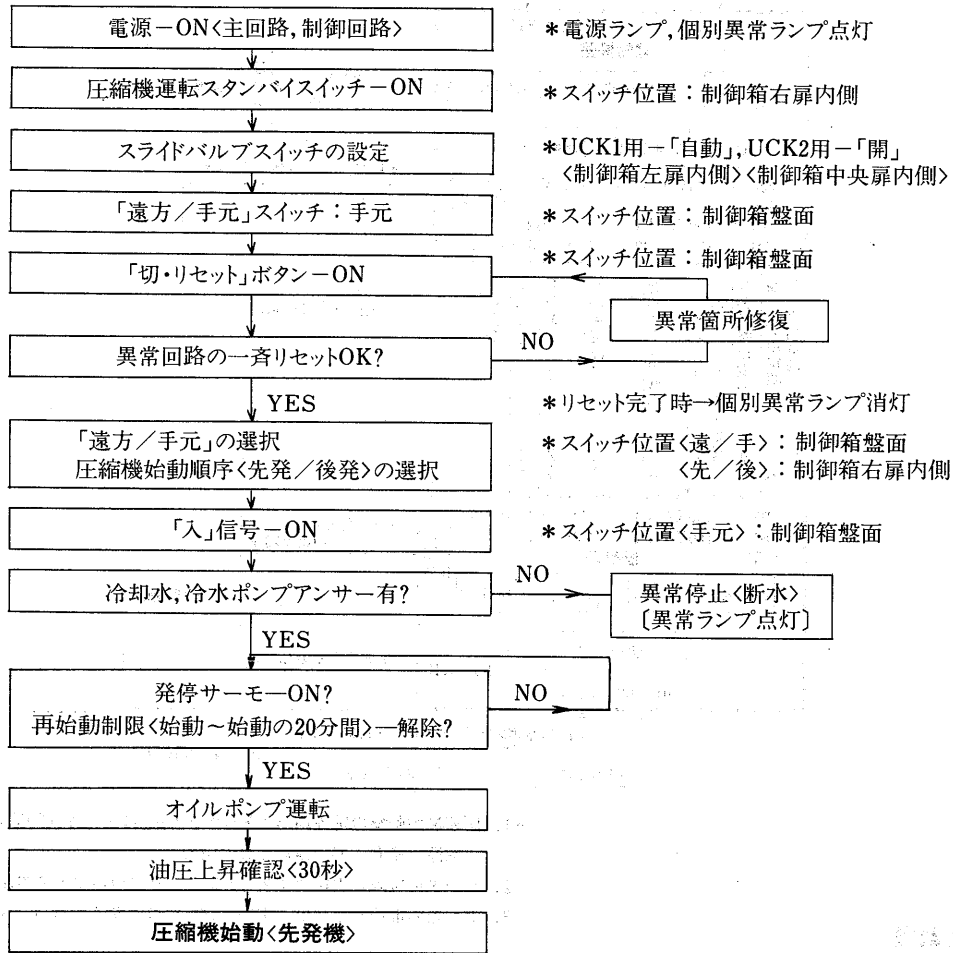 電源－ON〈主回路,制御回路〉
＊電源ランプ,個別異常ランプ点灯
圧縮機運転スタンバイスイッチ－ON
＊スイッチ位置：制御箱右扉内側
スライドバルブスイッチの設定
＊UCK1用－「自動」,UCK2用－「開」
〈制御箱左扉内側〉〈制御箱中央扉内側〉
「遠方／手元」スイッチ：手元
＊スイッチ位置：制御箱盤面
「切・リセット」ボタン－ON
＊スイッチ位置：制御箱盤面
異常箇所修復
異常回路の一斉リセットOK?
NO
YES
＊リセット完了時→個別異常ランプ消灯
「遠方／手元」の選択
圧縮機始動順序〈先発／後発〉の選択
＊スイッチ位置〈遠／手〉：制御箱盤面
〈先／後〉：制御箱右扉内側
「入」信号－ON
＊スイッチ位置〈手元〉：制御箱盤面
冷却水,冷水ポンプアンサー有?
NO
異常停止〈断水〉
〔異常ランプ点灯〕
YES
発停サーモ―ON?
再始動制限〈始動～始動の20分間〉―解除?
NO
YES
オイルポンプ運転
油圧上昇確認〈30秒〉
圧縮機始動〈先発機〉